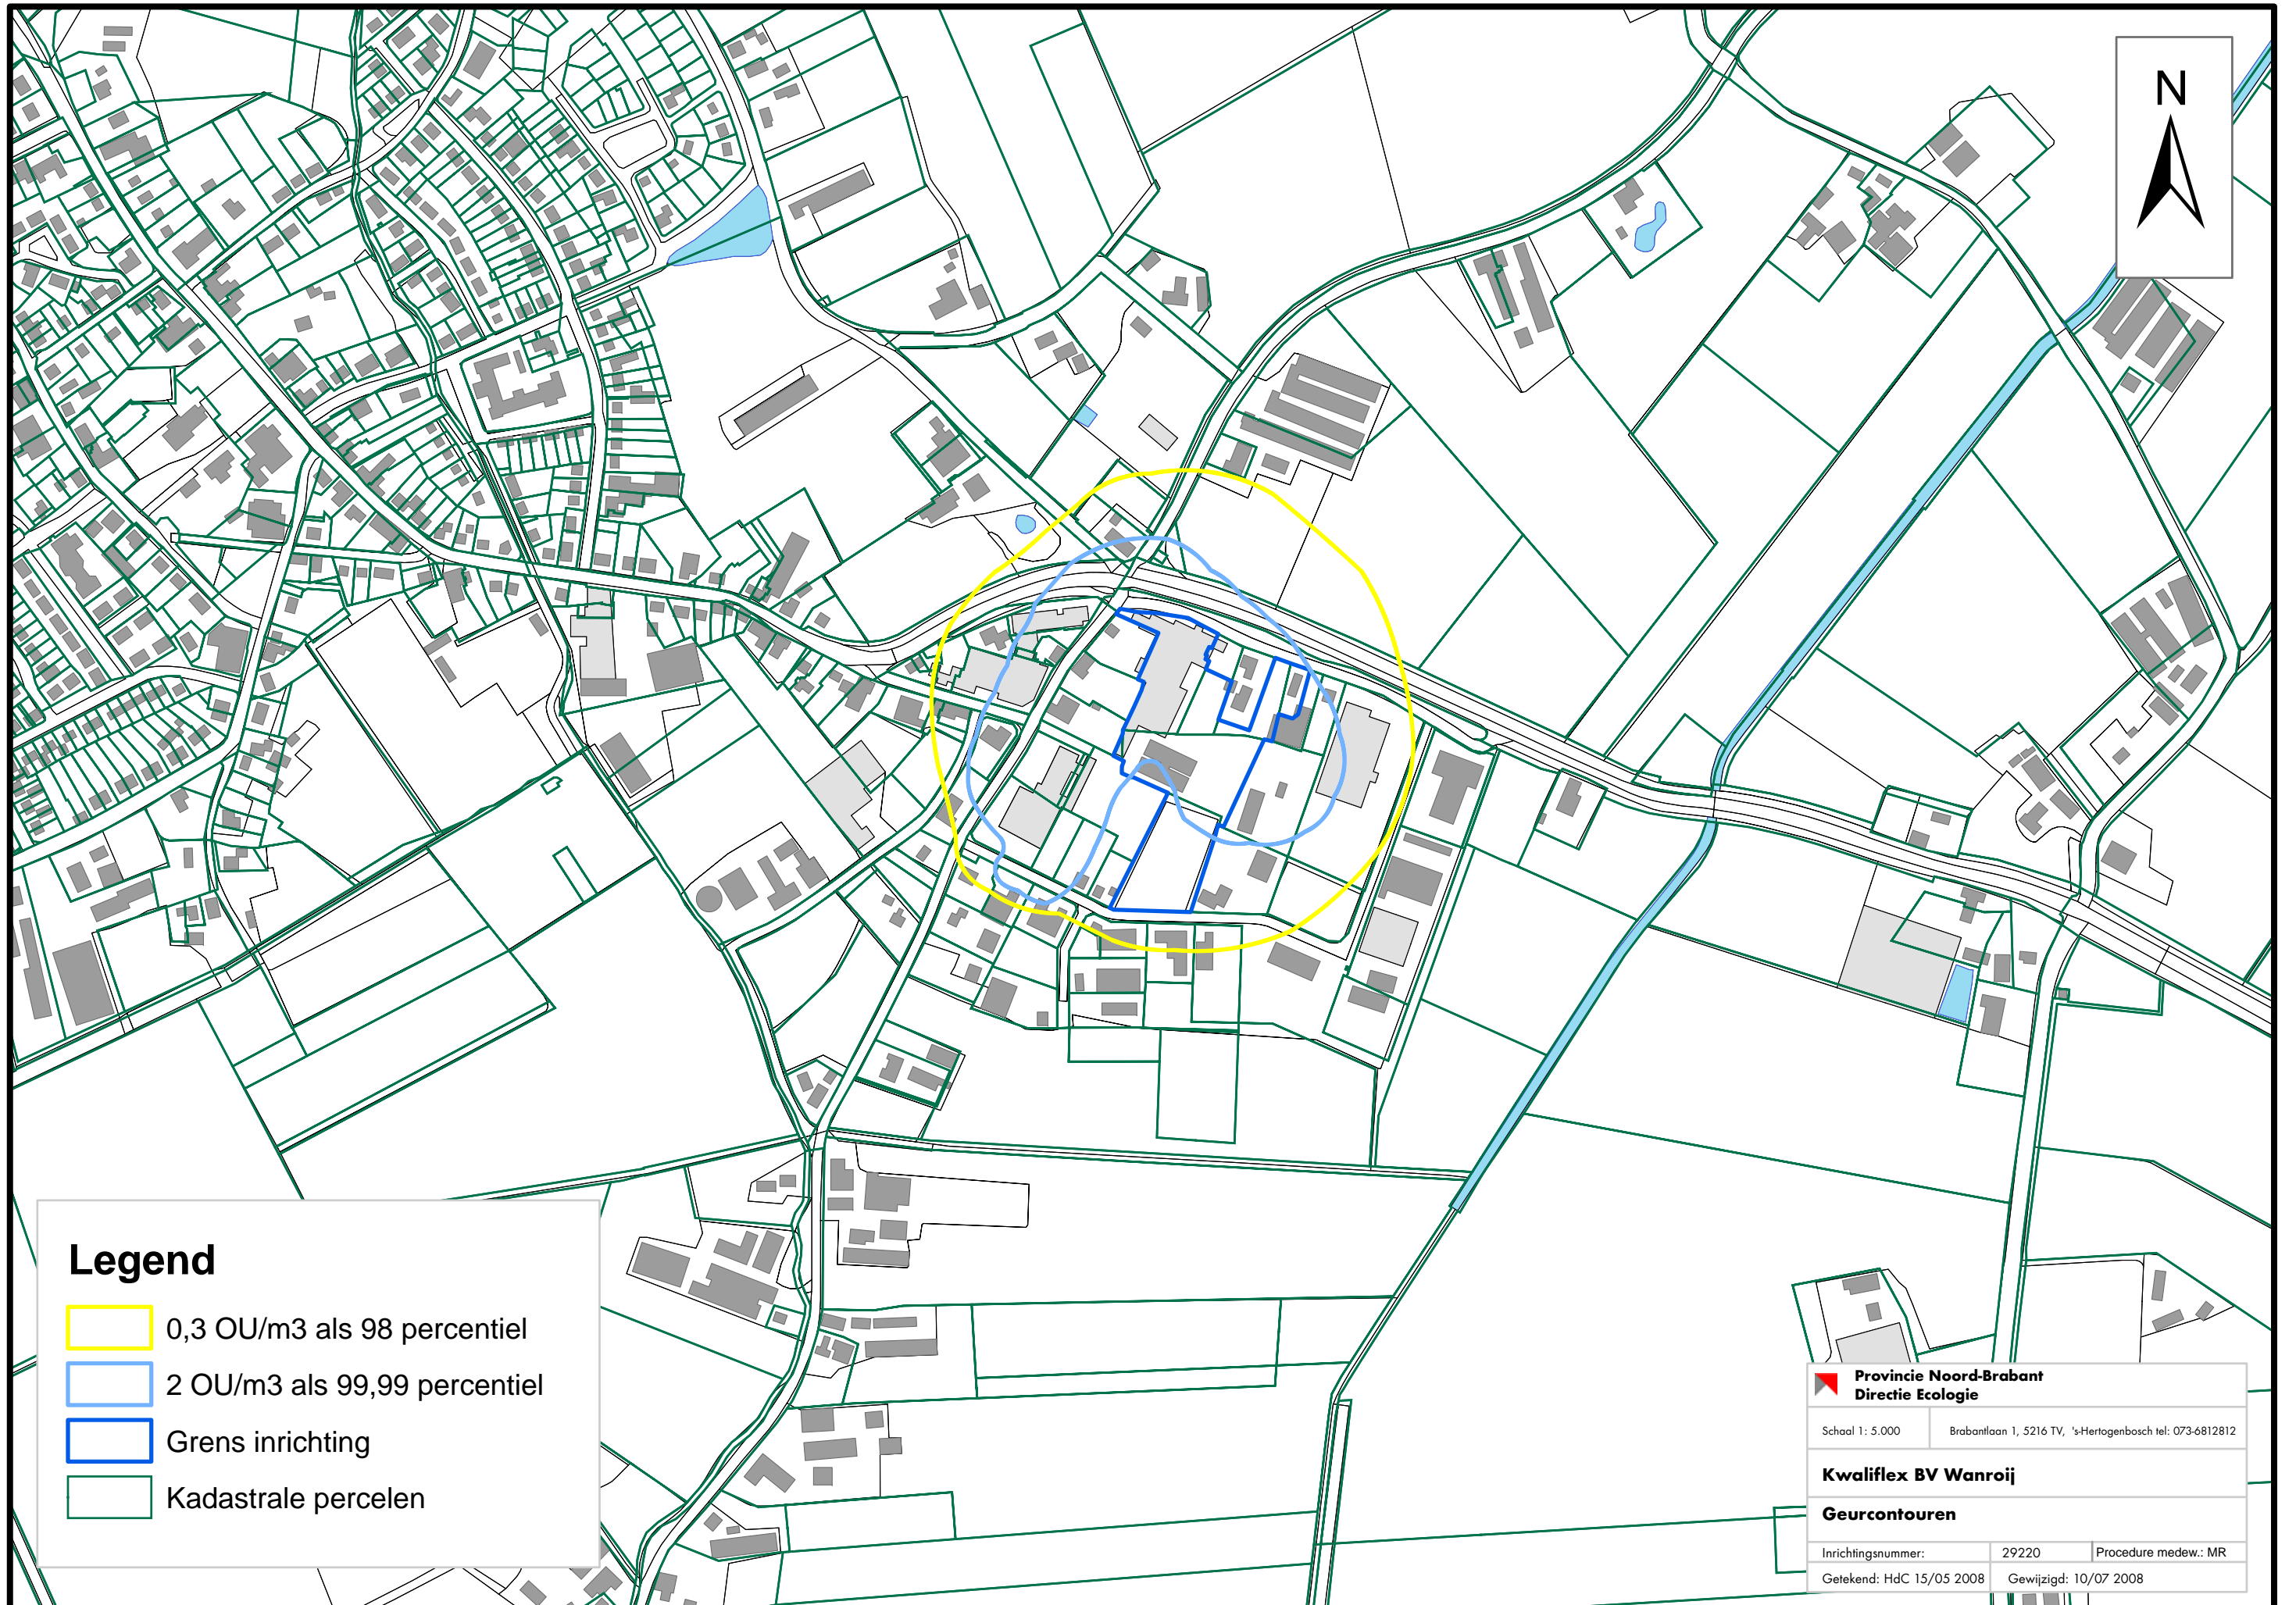 N
Legend
0,3 OU/m3 als 98 percentiel
2 OU/m3 als 99,99 percentiel
Grens inrichting
Kadastrale percelen
Provincie Noord-Brabant
Directie Ecologie
Schaal 1: 5.000 Brabantlaan 1, 5216 TV, 's-Hertogenbosch tel: 073-6812812
Kwaliflex BV Wanroij
Geurcontouren
Inrichtingsnummer: 29220 Procedure medew.: MR
Getekend: HdC 15/05 2008 Gewijzigd: 10/07 2008